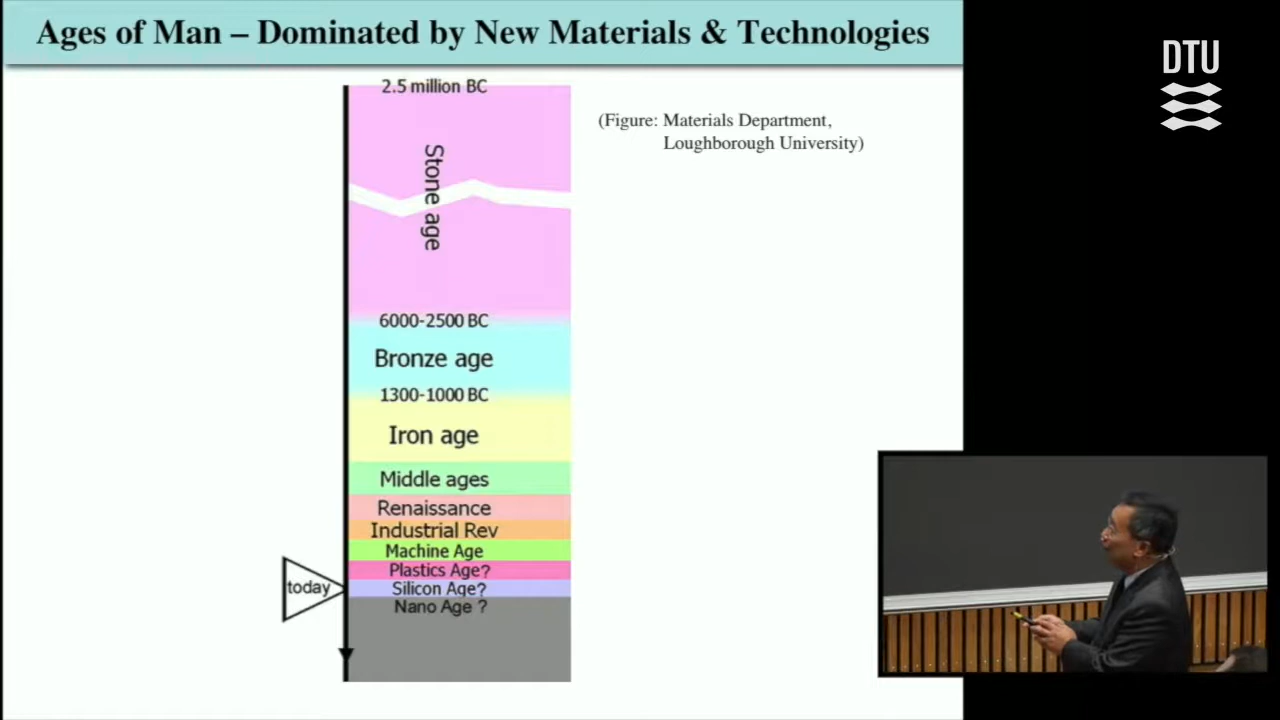 Ages of Man – Dominated by New Materials & Technologies
DTU
2.5 million BC
(Figure: Materials Department,
Loughborough University)
Stone age
6000-2500 BC
Bronze age
1300-1000 BC
Iron age
Middle ages
Renaissance
Industrial Rev
Machine Age
Plastics Age?
today
Silicon Age?
Nano Age ?